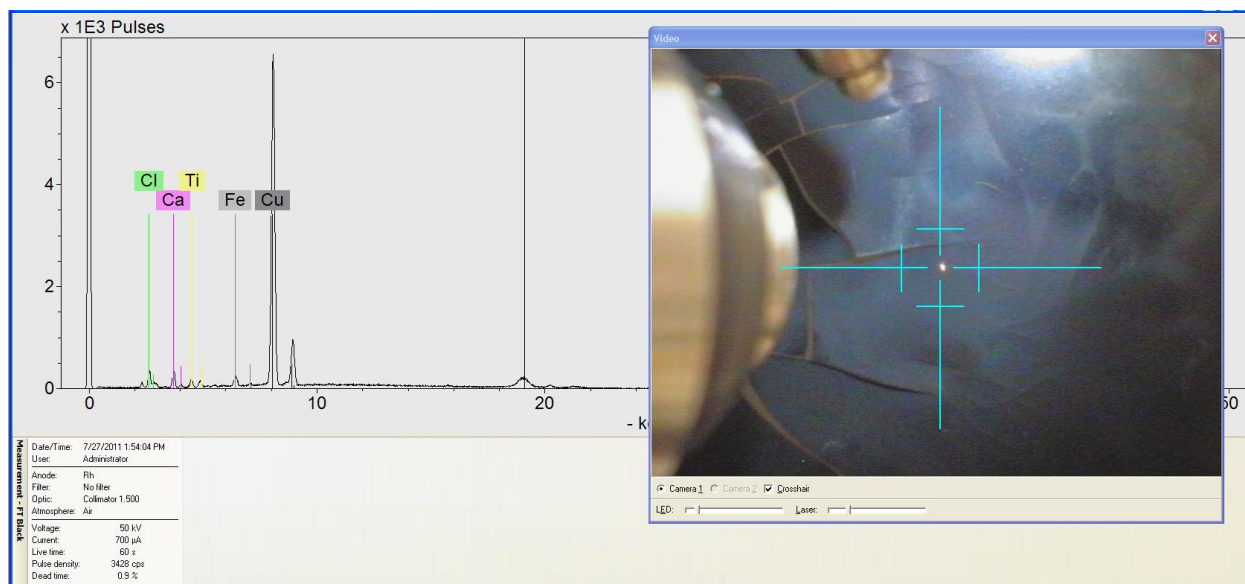 x 1E3 Pulses
Video
6
4
2
0
Cl
Ca
Ti
Fe
Cu
0
10
20
50
- ke
Camera 1
Camera 2
Crosshair
LED:
Laser:
Measurement - FT Black
Date/Time: 7/27/2011 1:54:04 PM
User: Administrator
Anode: Rh
Filter: No filter
Optic: Collimator 1.500
Atmosphere: Air
Voltage: 50 kV
Current: 700 µA
Live time: 60 s
Pulse density: 3428 cps
Dead time: 0.9 %